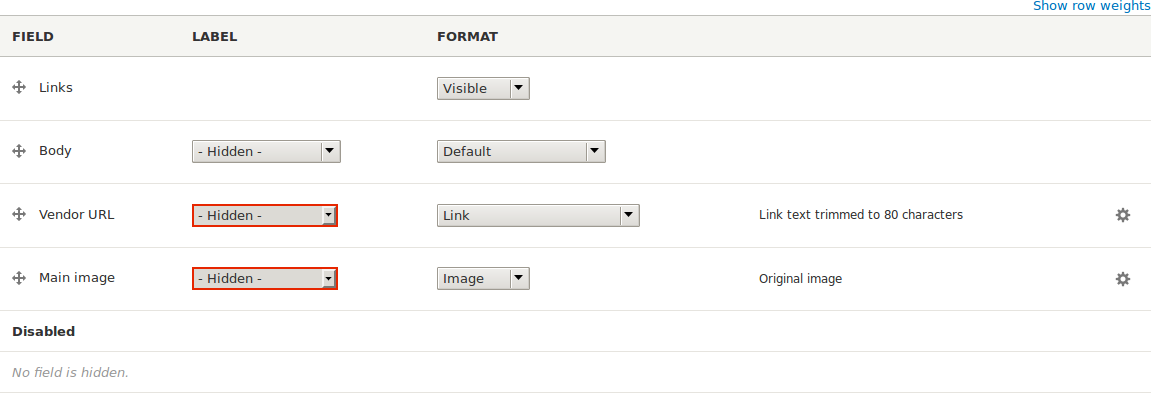 Show row weights
FIELD LABEL FORMAT
Links Visible
Body - Hidden - Default
Vendor URL - Hidden - Link Link text trimmed to 80 characters
Main image - Hidden - Image Original image
Disabled
No field is hidden.